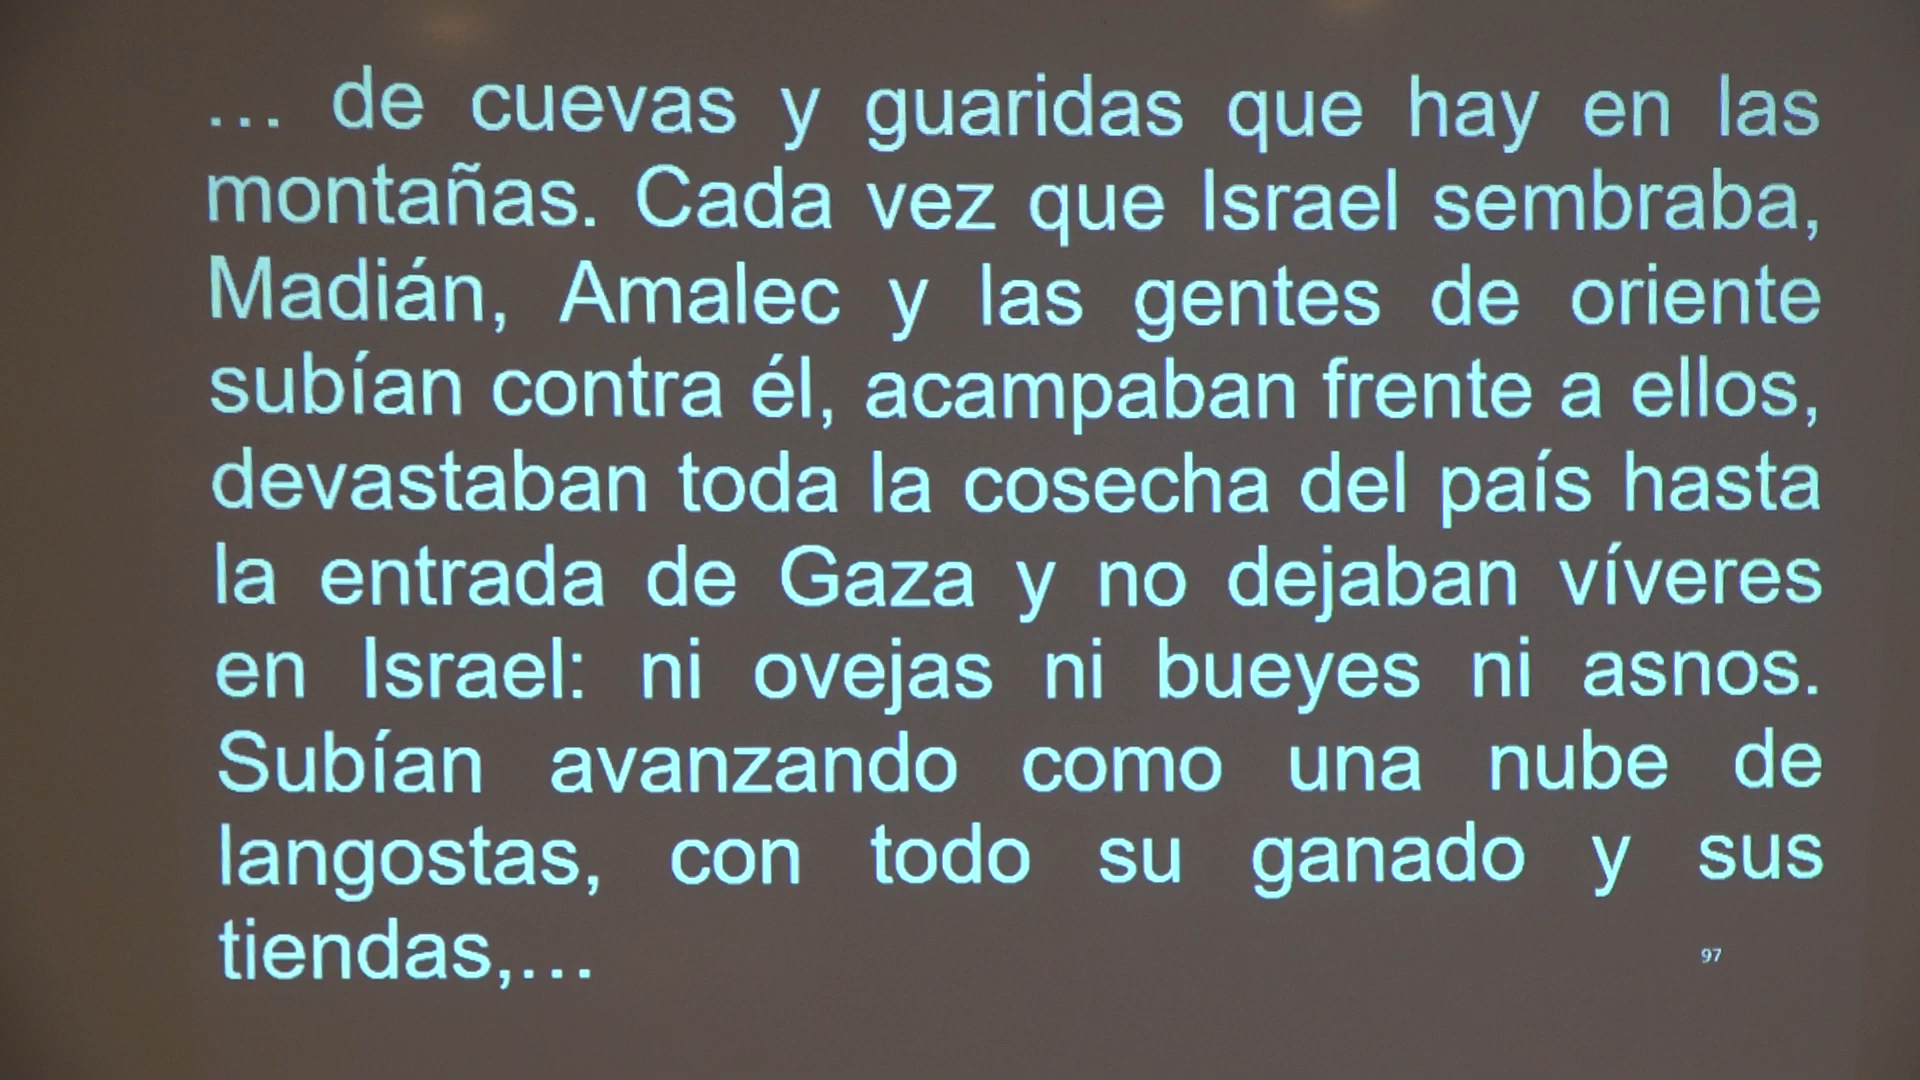 ... de cuevas y guaridas que hay en las
montañas. Cada vez que Israel sembraba,
Madián, Amalec y las gentes de oriente
subían contra él, acampaban frente a ellos,
devastaban toda la cosecha del país hasta
la entrada de Gaza y no dejaban víveres
en Israel: ni ovejas ni bueyes ni asnos.
Subían avanzando como una nube de
langostas, con todo su ganado y sus
tiendas,...
97